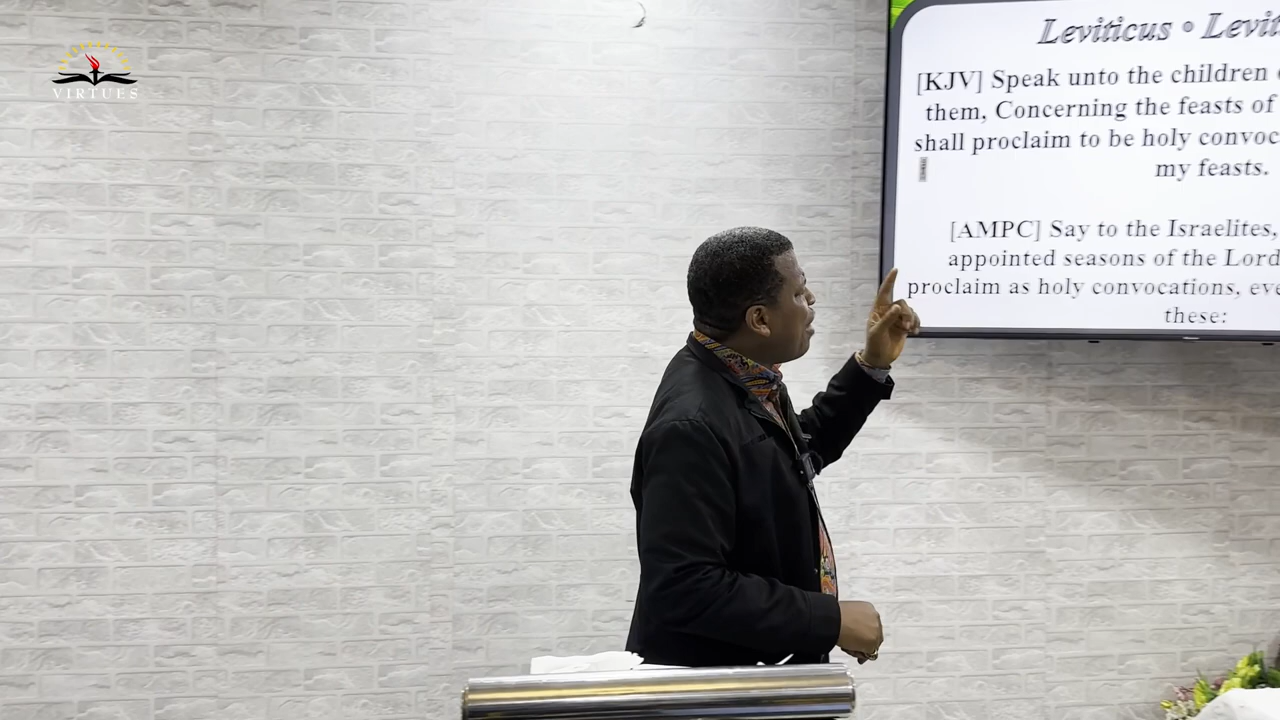 VIRTUES
Leviticus • Levit
[KJV] Speak unto the children
them, Concerning the feasts of
shall proclaim to be holy convoc
my feasts.
[AMPC] Say to the Israelites,
appointed seasons of the Lord
proclaim as holy convocations, eve
these: